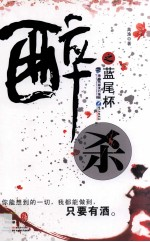 醉
之
蓝尾杯
杀
你能想到的一切，我都能做到，
只要有酒。